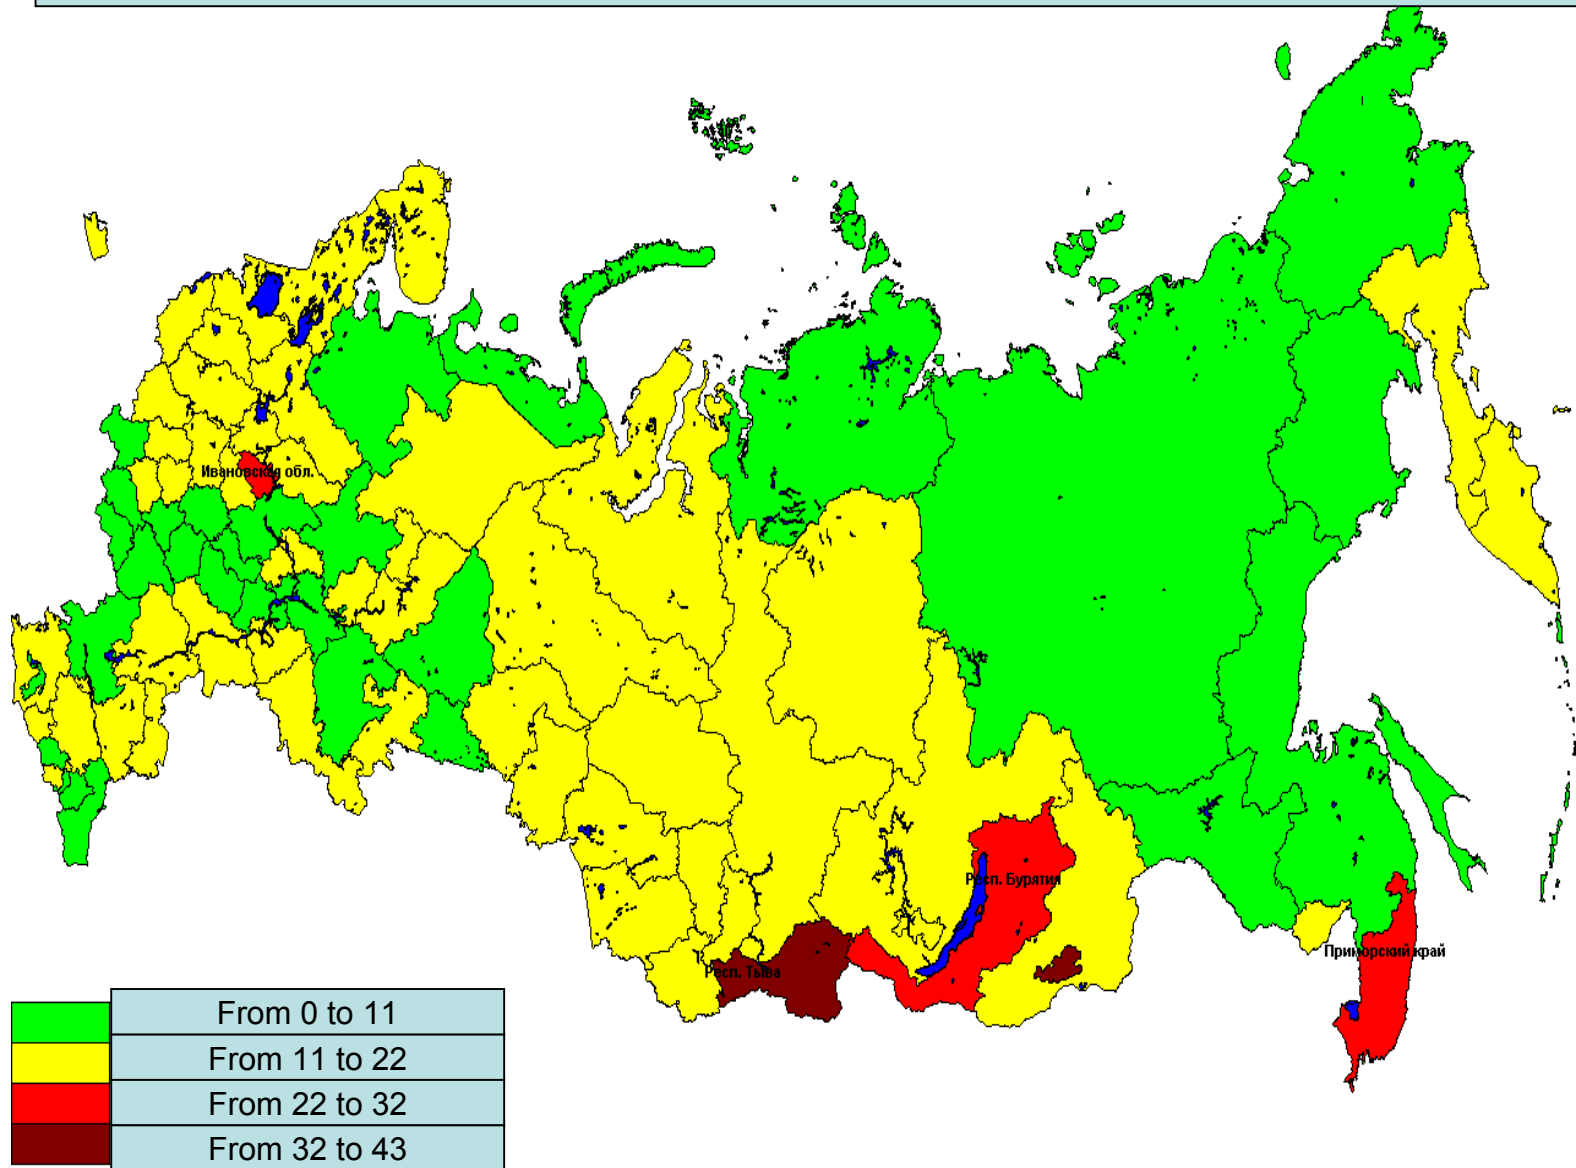 Ивановская обл.
Респ. Бурятия
Приморский край
Респ. Тыва
From 0 to 11
From 11 to 22
From 22 to 32
From 32 to 43